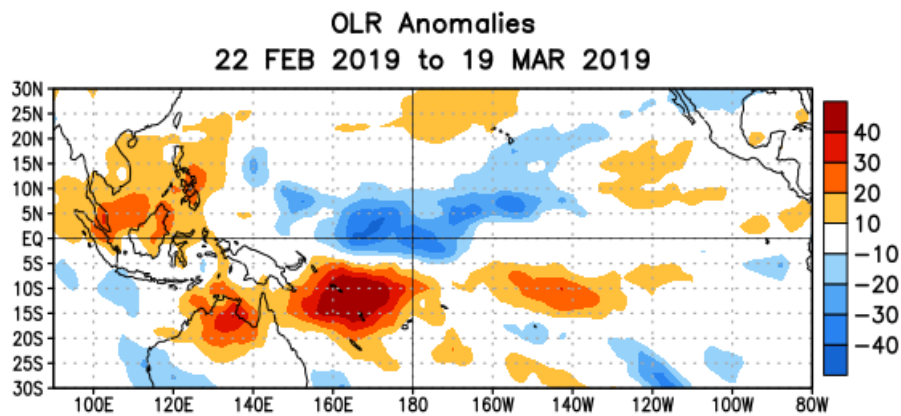 OLR Anomalies
22 FEB 2019 to 19 MAR 2019
30N
25N
20N
15N
10N
5N
EQ
5S
10S
15S
20S
25S
30S
100E 120E 140E 160E 180 160W 140W 120W 100W 80W
40
30
20
10
-10
-20
-30
-40